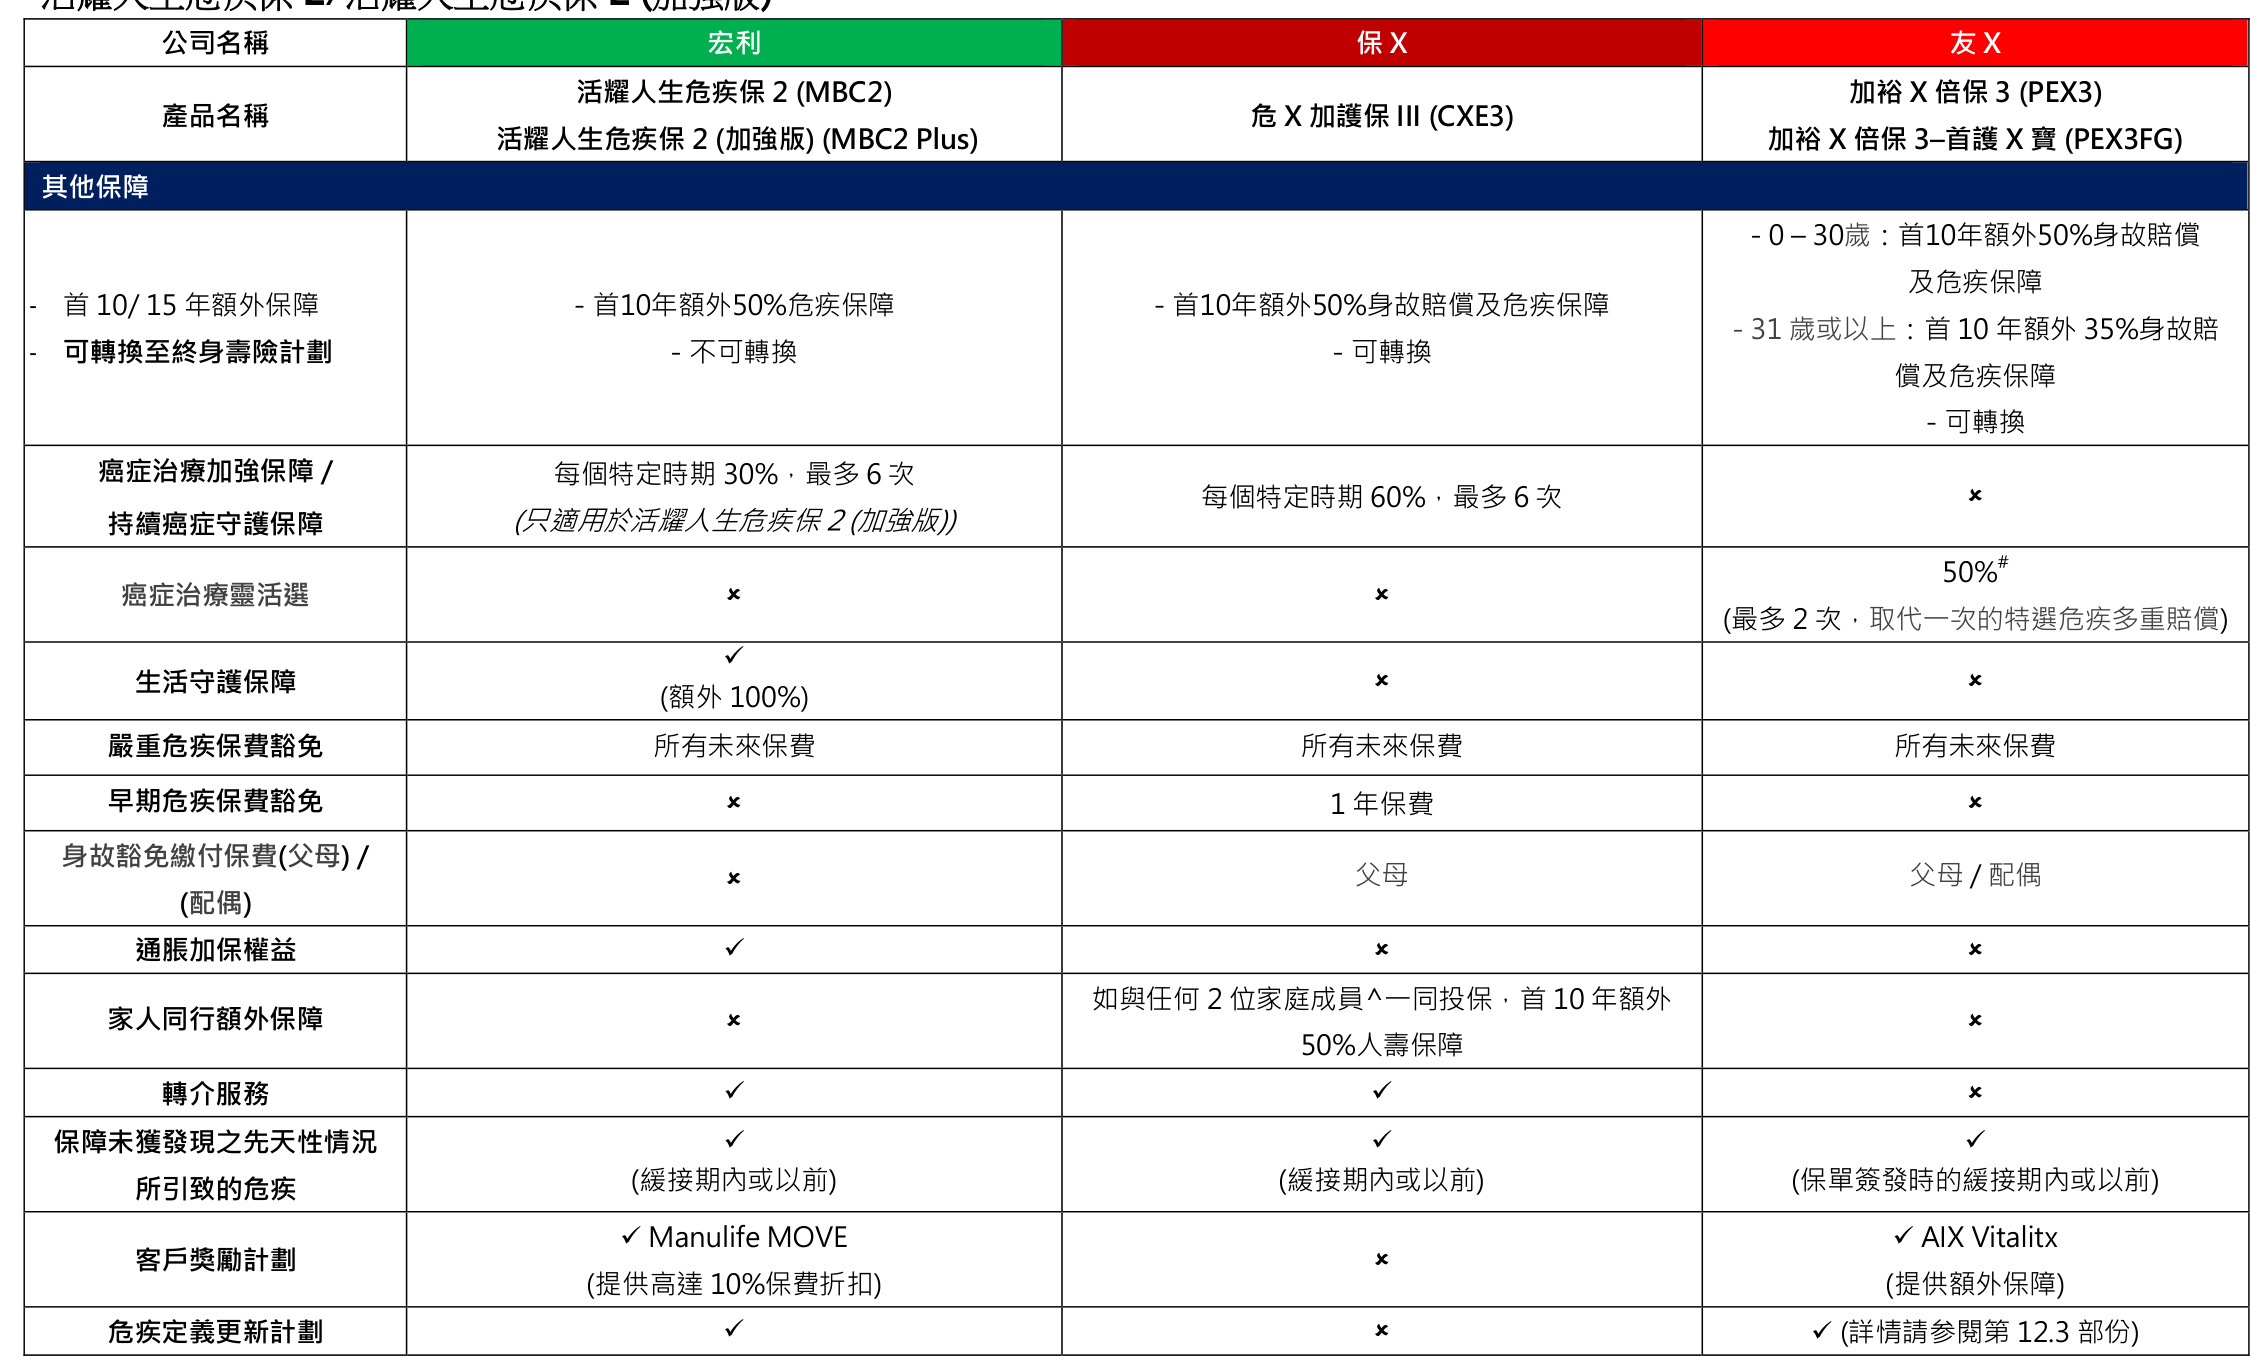 活耀人生危疾保 2/ 活耀人生危疾保 2 (加強版)
公司名稱 宏利 保 X 友 X
產品名稱
活耀人生危疾保 2 (MBC2)
活耀人生危疾保 2 (加強版) (MBC2 Plus)
危 X 加護保 III (CXE3)
加裕 X 倍保 3 (PEX3)
加裕 X 倍保 3–首護 X 寶 (PEX3FG)
其他保障
- 首 10/ 15 年額外保障
- 可轉換至終身壽險計劃
- 首10年額外50%危疾保障
- 不可轉換
- 首10年額外50%身故賠償及危疾保障
- 可轉換
- 0 – 30歲：首10年額外50%身故賠償
及危疾保障
- 31 歲或以上：首 10 年額外 35%身故賠
償及危疾保障
- 可轉換
癌症治療加強保障 /
持續癌症守護保障
每個特定時期 30%，最多 6 次
(只適用於活耀人生危疾保 2 (加強版))
每個特定時期 60%，最多 6 次
×
癌症治療靈活選
×
×
50%#
(最多 2 次，取代一次的特選危疾多重賠償)
生活守護保障
✓
(額外 100%)
×
×
嚴重危疾保費豁免 所有未來保費 所有未來保費 所有未來保費
早期危疾保費豁免 × 1 年保費 ×
身故豁免繳付保費(父母) /
(配偶)
×
父母
父母 / 配偶
通脹加保權益 ✓ × ×
家人同行額外保障
×
如與任何 2 位家庭成員^一同投保，首 10 年額外
50%人壽保障
×
轉介服務 ✓ ✓ ×
保障未獲發現之先天性情況
所引致的危疾
✓
(緩接期內或以前)
✓
(緩接期內或以前)
✓
(保單簽發時的緩接期內或以前)
客戶獎勵計劃
✓ Manulife MOVE
(提供高達 10%保費折扣)
×
✓ AIX Vitalitx
(提供額外保障)
危疾定義更新計劃 ✓ × ✓ (詳情請參閱第 12.3 部份)